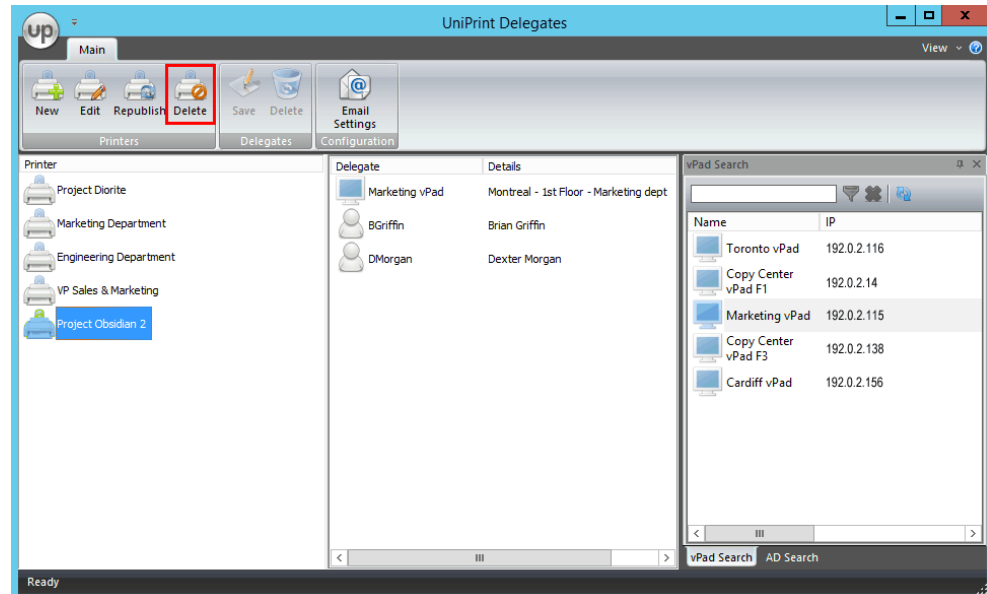 UniPrint Delegates
up
Main
View
New Edit Republish Delete Save Delete Email Settings
Printers Delegates Configuration
Printer
Project Diorite
Marketing Department
Engineering Department
VP Sales & Marketing
Project Obsidian 2
Delegate Details
Marketing vPad Montreal - 1st Floor - Marketing dept
BGriffin Brian Griffin
DMorgan Dexter Morgan
vPad Search
Name IP
Toronto vPad 192.0.2.116
Copy Center
vPad F1 192.0.2.14
Marketing vPad 192.0.2.115
Copy Center
vPad F3 192.0.2.138
Cardiff vPad 192.0.2.156
vPad Search AD Search
Ready